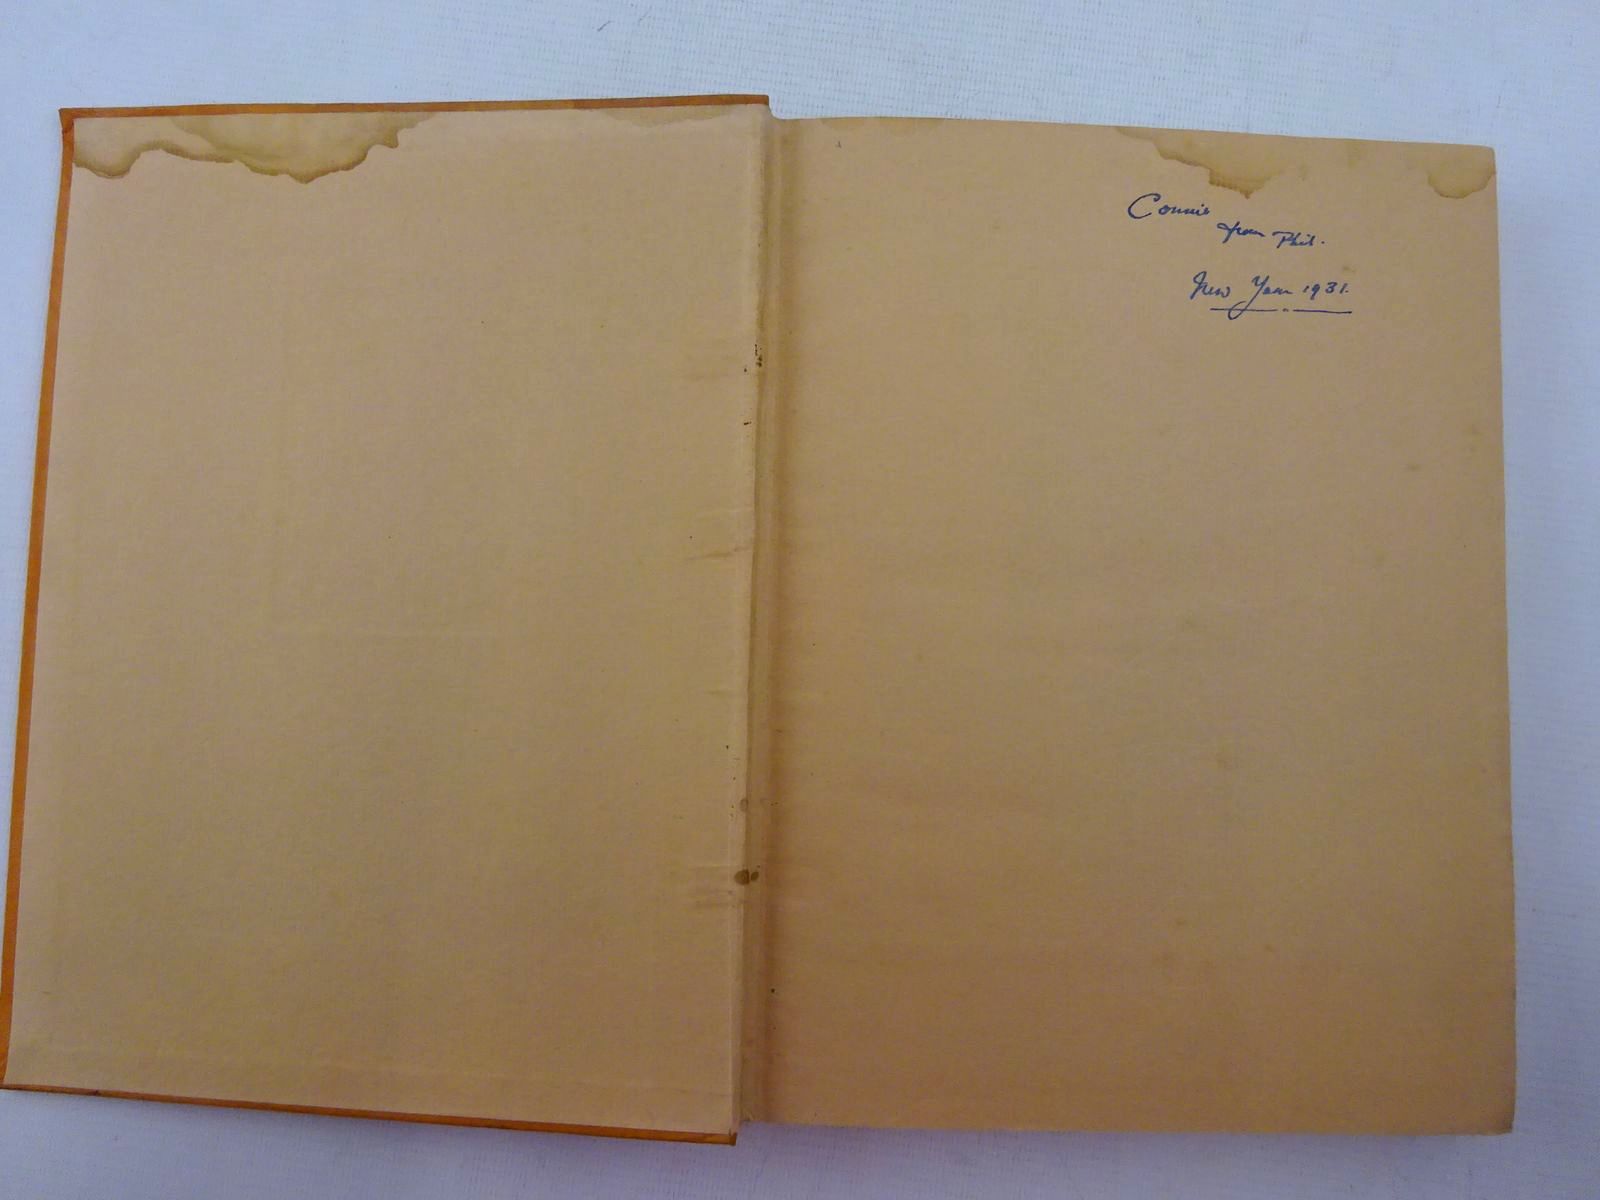 Connie
from Phil.
New Year 1931.